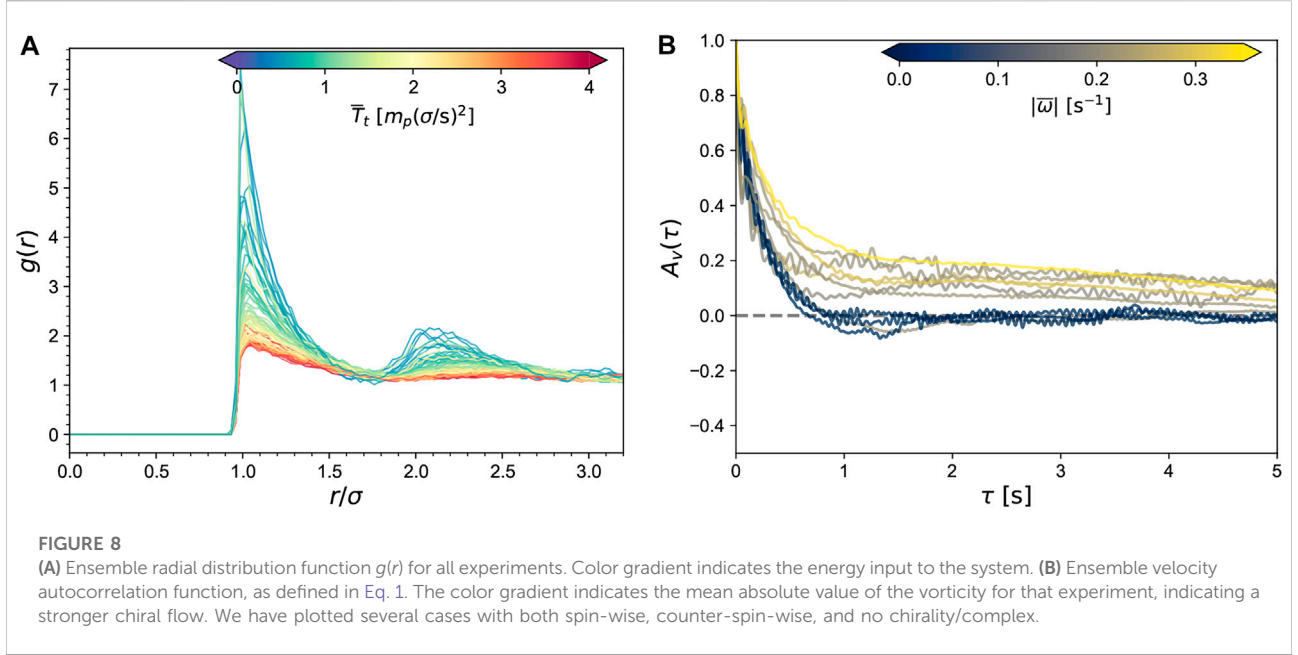 A
0 1 2 3 4
T̅ₜ [mₚ(σ/s)²]
7
6
5
4
3
2
1
0
g(r)
0.0 0.5 1.0 1.5 2.0 2.5 3.0
r/σ
B
0.0 0.1 0.2 0.3
|ω̅| [s⁻¹]
1.0
0.8
0.6
0.4
0.2
0.0
−0.2
−0.4
Aᵥ(τ)
0 1 2 3 4 5
τ [s]
FIGURE 8
(A) Ensemble radial distribution function g(r) for all experiments. Color gradient indicates the energy input to the system. (B) Ensemble velocity
autocorrelation function, as defined in Eq. 1. The color gradient indicates the mean absolute value of the vorticity for that experiment, indicating a
stronger chiral flow. We have plotted several cases with both spin-wise, counter-spin-wise, and no chirality/complex.